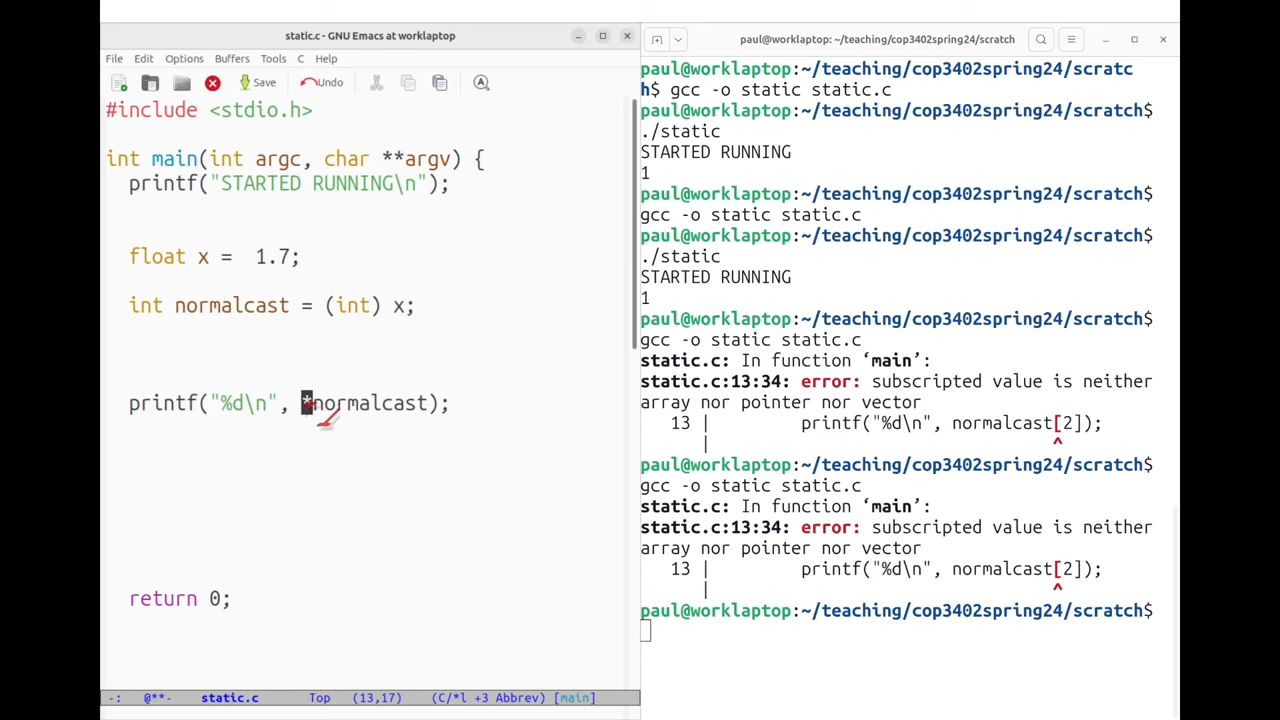 static.c - GNU Emacs at worklaptop
File Edit Options Buffers Tools C Help
Save Undo
#include <stdio.h>
int main(int argc, char **argv) {
printf("STARTED RUNNING\n");
float x =  1.7;
int normalcast = (int) x;
printf("%d\n", *normalcast);
return 0;
-: @**- static.c Top (13,17) (C/*l +3 Abbrev) [main]
paul@worklaptop: ~/teaching/cop3402spring24/scratch
paul@worklaptop:~/teaching/cop3402spring24/scratc
h$ gcc -o static static.c
paul@worklaptop:~/teaching/cop3402spring24/scratch$
./static
STARTED RUNNING
1
paul@worklaptop:~/teaching/cop3402spring24/scratch$
gcc -o static static.c
paul@worklaptop:~/teaching/cop3402spring24/scratch$
./static
STARTED RUNNING
1
paul@worklaptop:~/teaching/cop3402spring24/scratch$
gcc -o static static.c
static.c: In function ‘main’:
static.c:13:34: error: subscripted value is neither
array nor pointer nor vector
13 | printf("%d\n", normalcast[2]);
| ^
paul@worklaptop:~/teaching/cop3402spring24/scratch$
gcc -o static static.c
static.c: In function ‘main’:
static.c:13:34: error: subscripted value is neither
array nor pointer nor vector
13 | printf("%d\n", normalcast[2]);
| ^
paul@worklaptop:~/teaching/cop3402spring24/scratch$